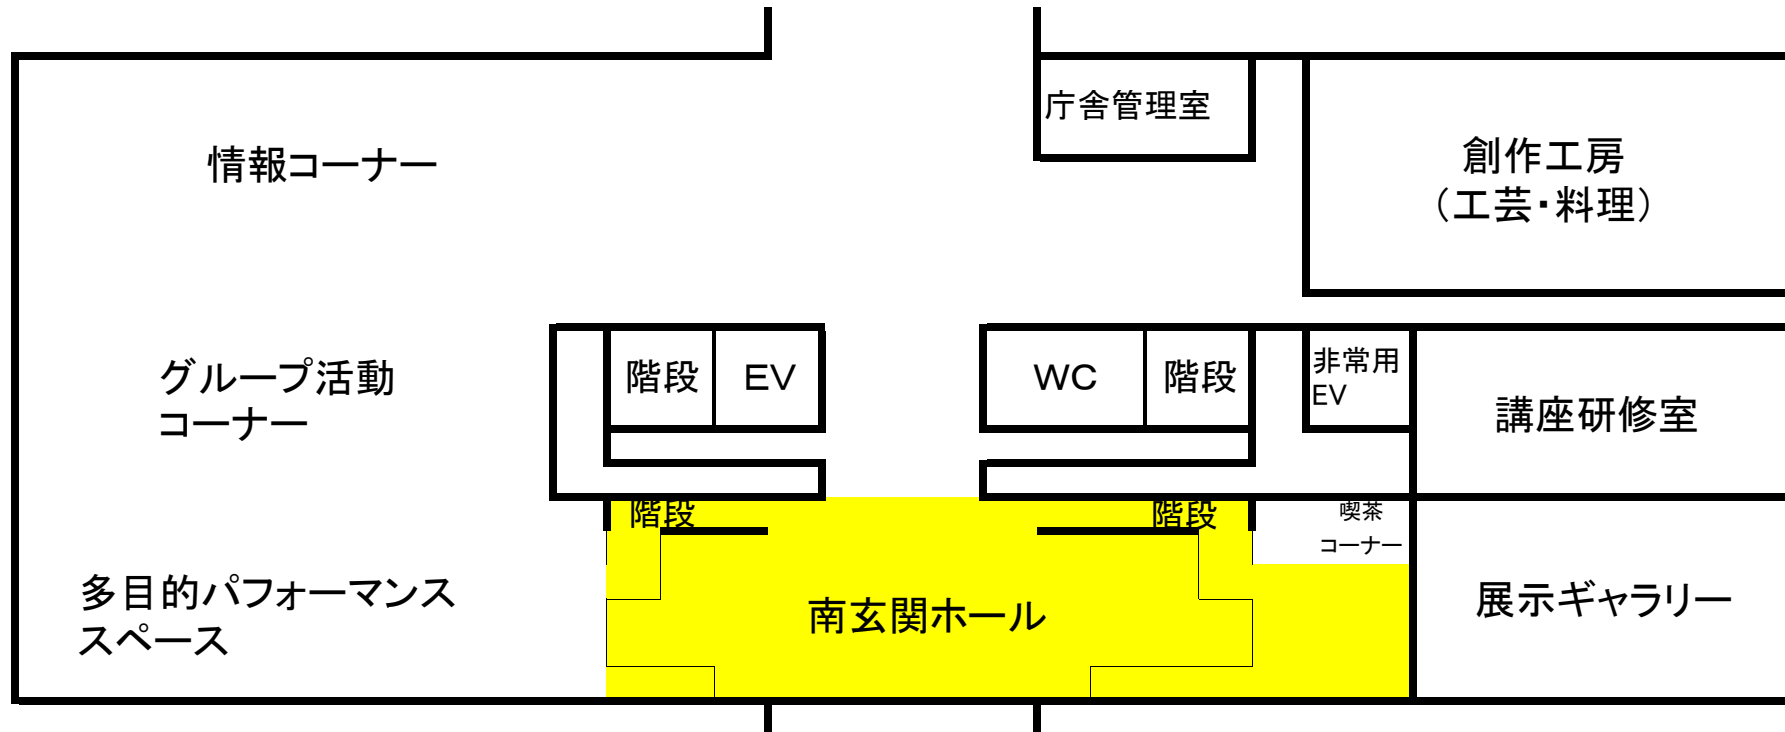 庁舎管理室
情報コーナー
創作工房
（工芸・料理）
グループ活動
コーナー
階段
EV
WC
階段
非常用
EV
講座研修室
階段
階段
喫茶
コーナー
多目的パフォーマンス
スペース
南玄関ホール
展示ギャラリー